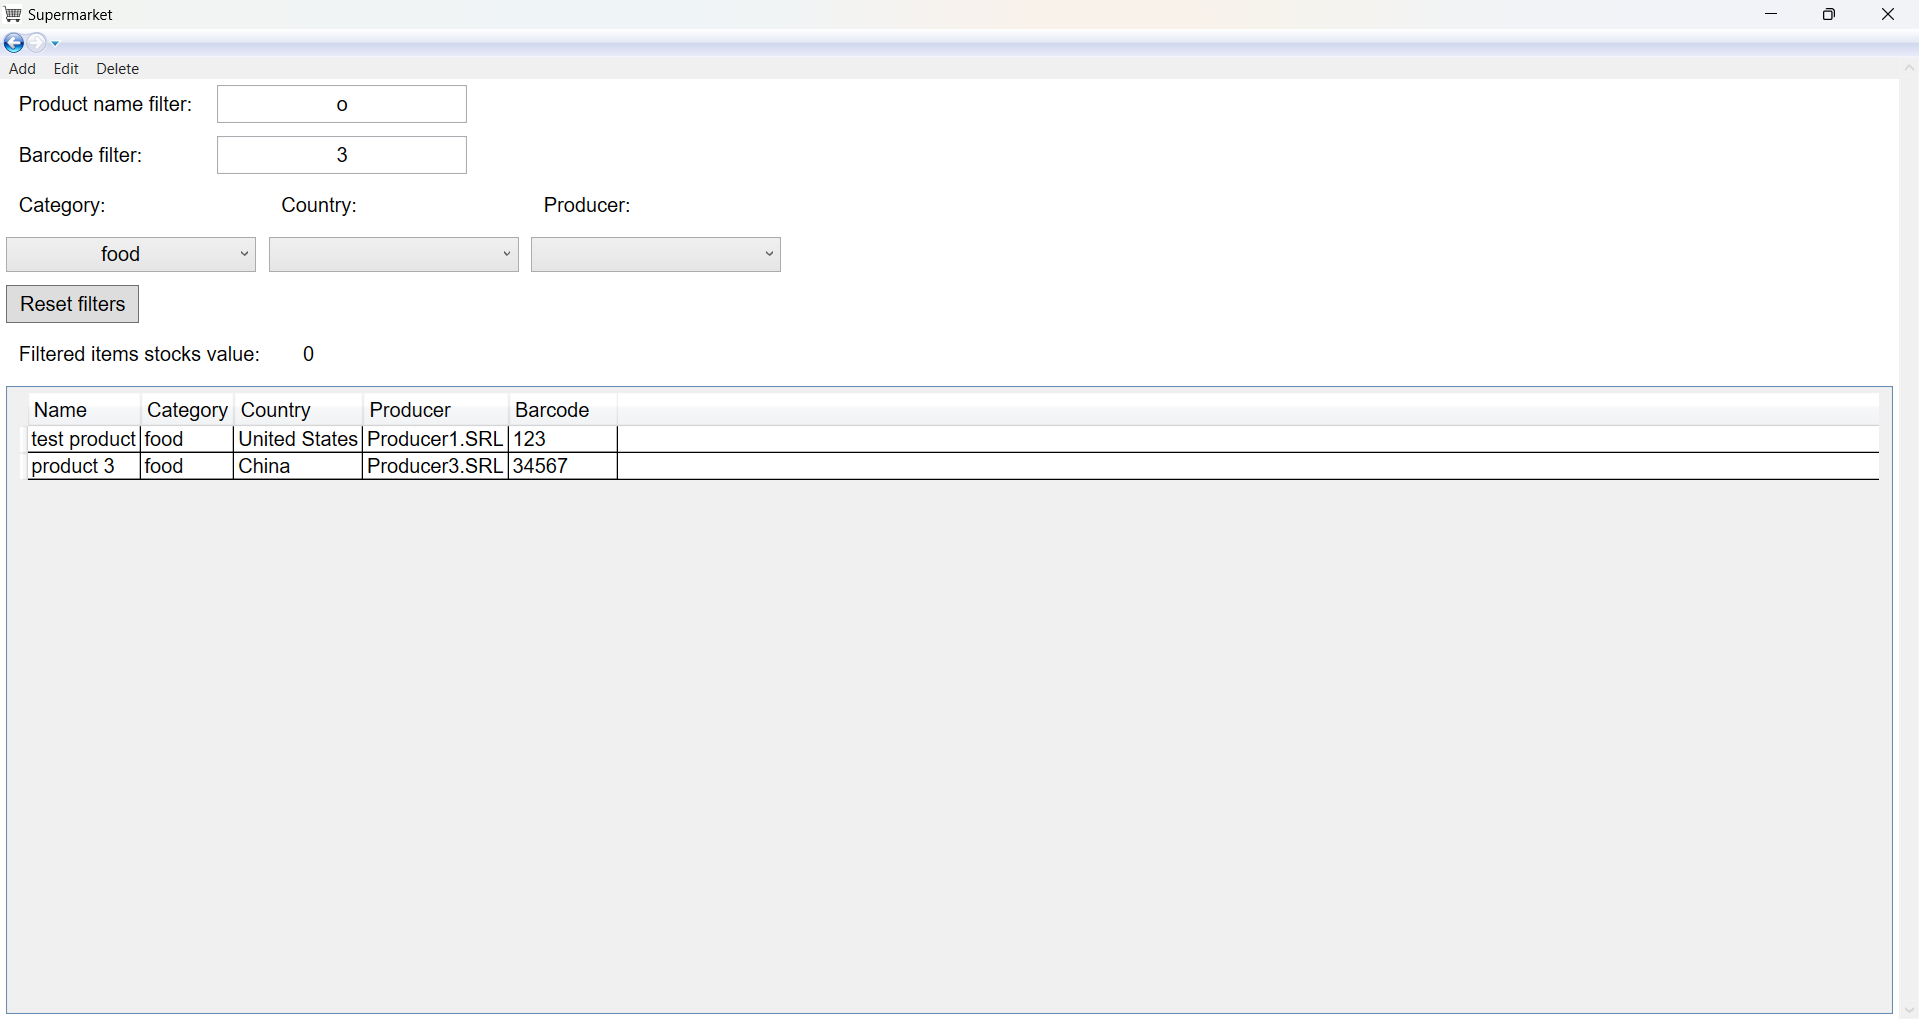 Supermarket
Add Edit Delete
Product name filter: o
Barcode filter: 3
Category: Country: Producer:
food
Reset filters
Filtered items stocks value: 0
Name Category Country Producer Barcode
test product food United States Producer1.SRL 123
product 3 food China Producer3.SRL 34567